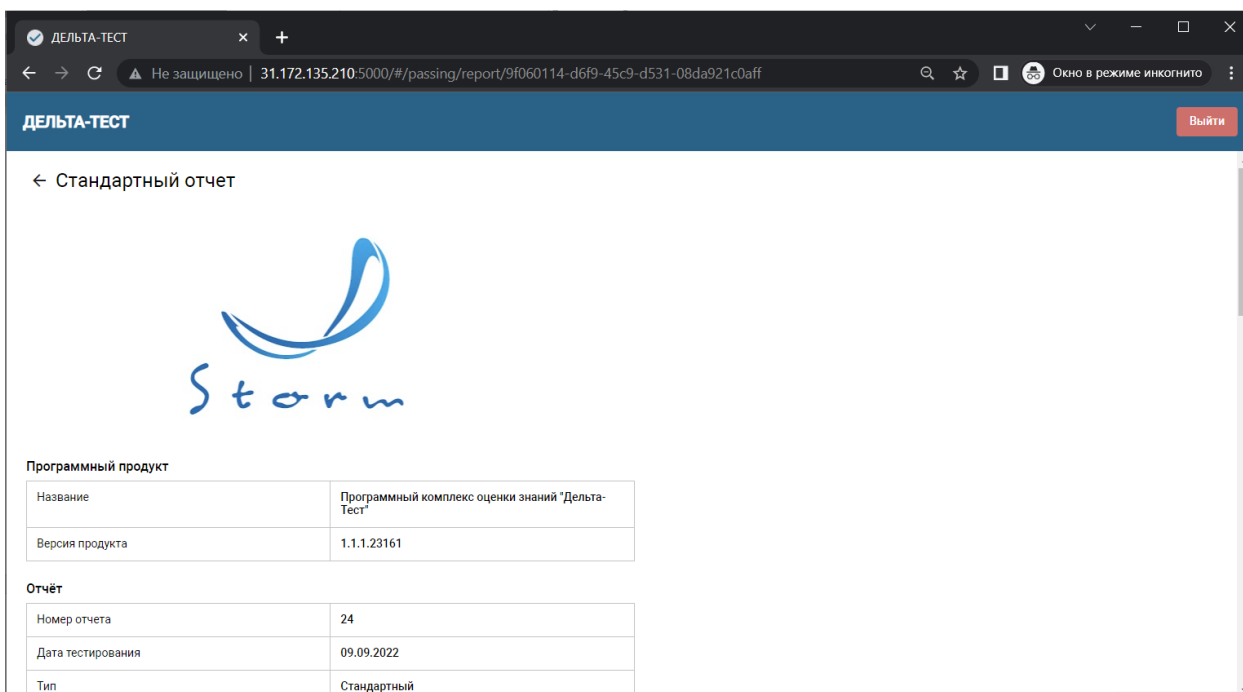 ДЕЛЬТА-ТЕСТ
Не защищено | 31.172.135.210:5000/#/passing/report/9f060114-d6f9-45c9-d531-08da921c0aff
Окно в режиме инкогнито
ДЕЛЬТА-ТЕСТ
Выйти
← Стандартный отчет
Storm
Программный продукт
Название
Программный комплекс оценки знаний "Дельта-
Тест"
Версия продукта
1.1.1.23161
Отчёт
Номер отчета
24
Дата тестирования
09.09.2022
Тип
Стандартный